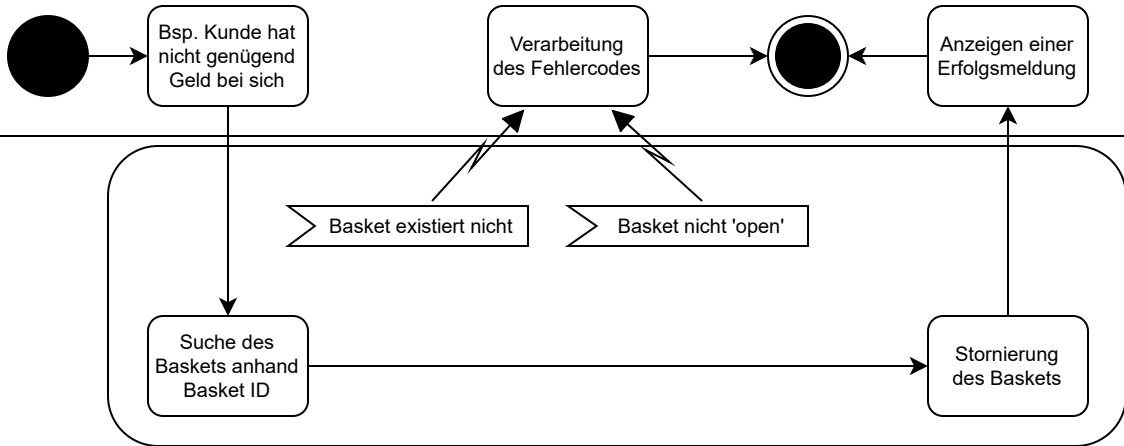 Bsp. Kunde hat
nicht genügend
Geld bei sich
Verarbeitung
des Fehlercodes
Anzeigen einer
Erfolgsmeldung
Basket existiert nicht
Basket nicht 'open'
Suche des
Baskets anhand
Basket ID
Stornierung
des Baskets